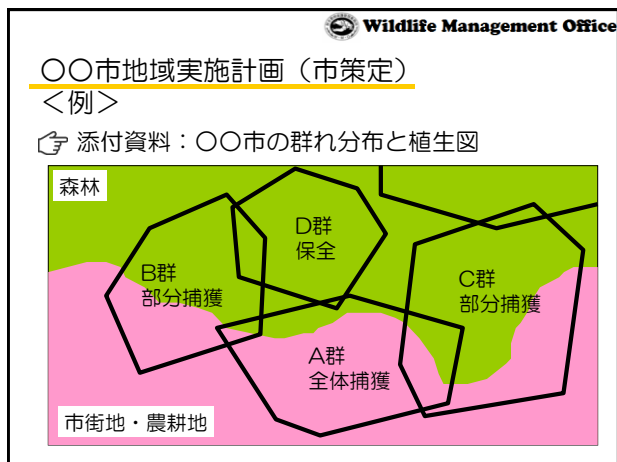 Wildlife Management Office
〇〇市地域実施計画（市策定）
＜例＞
添付資料：〇〇市の群れ分布と植生図
森林
D群
保全
B群
部分捕獲
C群
部分捕獲
A群
全体捕獲
市街地・農耕地